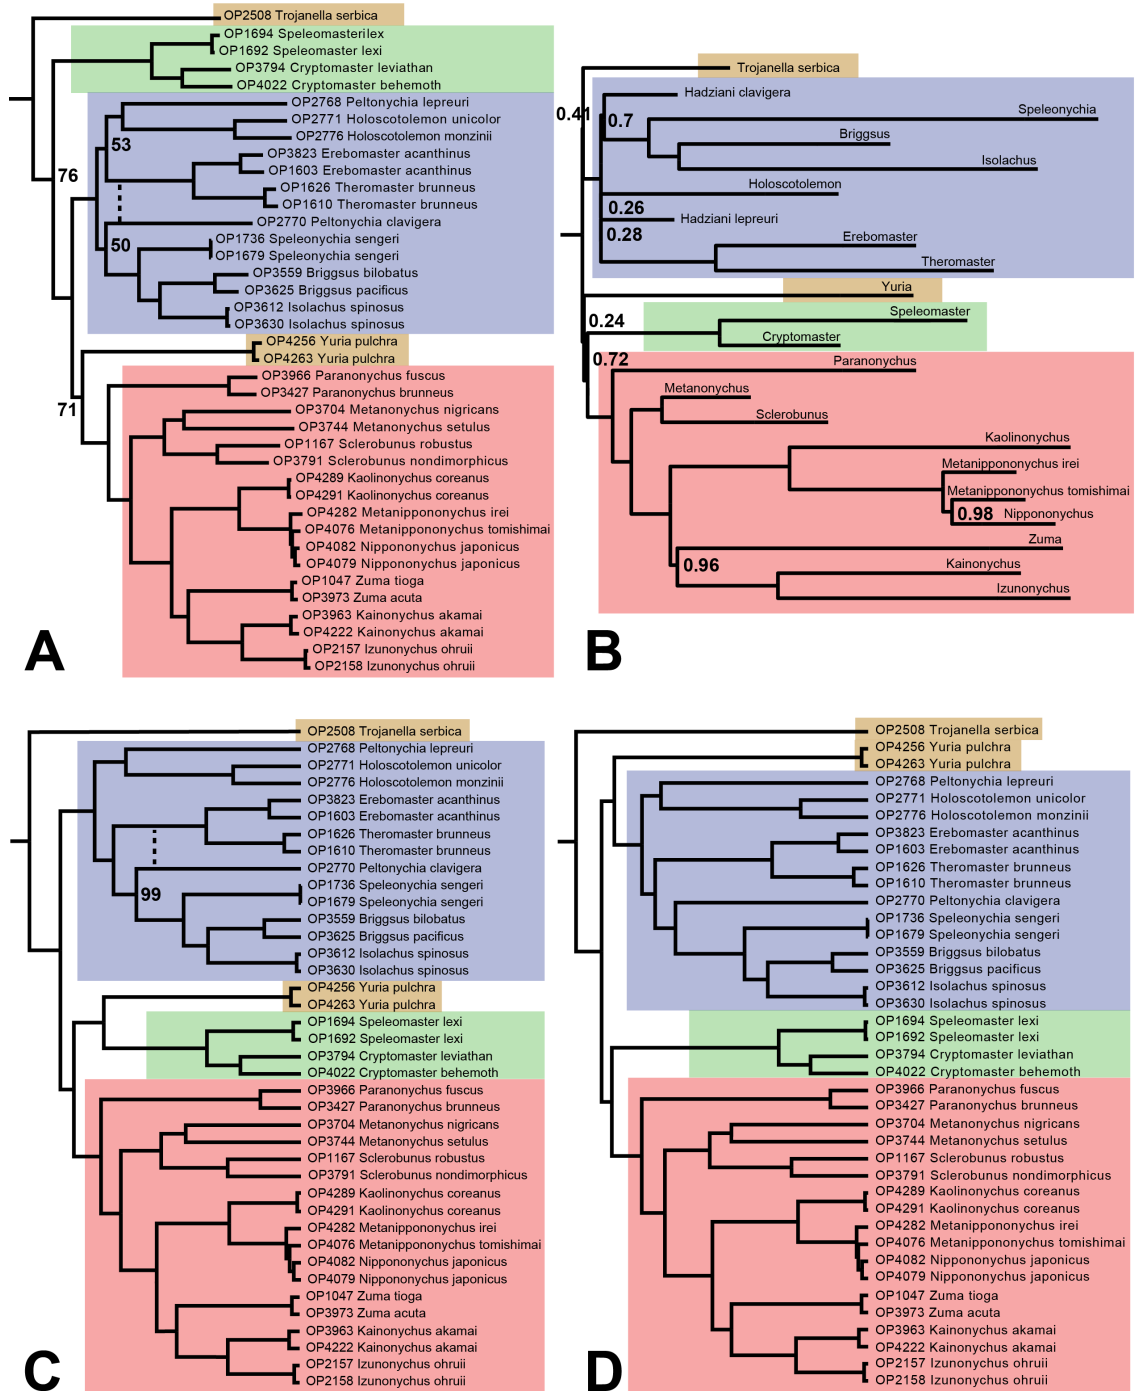 OP2508 Trojanella serbica
OP1694 Speleomasterilex
OP1692 Speleomaster lexi
OP3794 Cryptomaster leviathan
OP4022 Cryptomaster behemoth
OP2768 Peltonychia lepreuri
OP2771 Holoscotolemon unicolor
OP2776 Holoscotolemon monzinii
53
OP3823 Erebomaster acanthinus
OP1603 Erebomaster acanthinus
76
OP1626 Theromaster brunneus
OP1610 Theromaster brunneus
OP2770 Peltonychia clavigera
50
OP1736 Speleonychia sengeri
OP1679 Speleonychia sengeri
OP3559 Briggsus bilobatus
OP3625 Briggsus pacificus
OP3612 Isolachus spinosus
OP3630 Isolachus spinosus
OP4256 Yuria pulchra
OP4263 Yuria pulchra
OP3966 Paranonychus fuscus
OP3427 Paranonychus brunneus
71
OP3704 Metanonychus nigricans
OP3744 Metanonychus setulus
OP1167 Sclerobunus robustus
OP3791 Sclerobunus nondimorphicus
OP4289 Kaolinonychus coreanus
OP4291 Kaolinonychus coreanus
OP4282 Metanippononychus irei
OP4076 Metanippononychus tomishimai
OP4082 Nippononychus japonicus
OP4079 Nippononychus japonicus
OP1047 Zuma tioga
OP3973 Zuma acuta
OP3963 Kainonychus akamai
OP4222 Kainonychus akamai
OP2157 Izunonychus ohruii
OP2158 Izunonychus ohruii
A
Trojanella serbica
Hadziani clavigera
0.41
0.7
Speleonychia
Briggsus
Isolachus
Holoscotolemon
0.26
Hadziani lepreuri
0.28
Erebomaster
Theromaster
Yuria
Speleomaster
0.24
Cryptomaster
0.72
Paranonychus
Metanonychus
Sclerobunus
Kaolinonychus
Metanippononychus irei
Metanippononychus tomishimai
0.98
Nippononychus
Zuma
0.96
Kainonychus
Izunonychus
B
OP2508 Trojanella serbica
OP2768 Peltonychia lepreuri
OP2771 Holoscotolemon unicolor
OP2776 Holoscotolemon monzinii
OP3823 Erebomaster acanthinus
OP1603 Erebomaster acanthinus
OP1626 Theromaster brunneus
OP1610 Theromaster brunneus
OP2770 Peltonychia clavigera
99
OP1736 Speleonychia sengeri
OP1679 Speleonychia sengeri
OP3559 Briggsus bilobatus
OP3625 Briggsus pacificus
OP3612 Isolachus spinosus
OP3630 Isolachus spinosus
OP4256 Yuria pulchra
OP4263 Yuria pulchra
OP1694 Speleomaster lexi
OP1692 Speleomaster lexi
OP3794 Cryptomaster leviathan
OP4022 Cryptomaster behemoth
OP3966 Paranonychus fuscus
OP3427 Paranonychus brunneus
OP3704 Metanonychus nigricans
OP3744 Metanonychus setulus
OP1167 Sclerobunus robustus
OP3791 Sclerobunus nondimorphicus
OP4289 Kaolinonychus coreanus
OP4291 Kaolinonychus coreanus
OP4282 Metanippononychus irei
OP4076 Metanippononychus tomishimai
OP4082 Nippononychus japonicus
OP4079 Nippononychus japonicus
OP1047 Zuma tioga
OP3973 Zuma acuta
OP3963 Kainonychus akamai
OP4222 Kainonychus akamai
OP2157 Izunonychus ohruii
OP2158 Izunonychus ohruii
C
OP2508 Trojanella serbica
OP4256 Yuria pulchra
OP4263 Yuria pulchra
OP2768 Peltonychia lepreuri
OP2771 Holoscotolemon unicolor
OP2776 Holoscotolemon monzinii
OP3823 Erebomaster acanthinus
OP1603 Erebomaster acanthinus
OP1626 Theromaster brunneus
OP1610 Theromaster brunneus
OP2770 Peltonychia clavigera
OP1736 Speleonychia sengeri
OP1679 Speleonychia sengeri
OP3559 Briggsus bilobatus
OP3625 Briggsus pacificus
OP3612 Isolachus spinosus
OP3630 Isolachus spinosus
OP1694 Speleomaster lexi
OP1692 Speleomaster lexi
OP3794 Cryptomaster leviathan
OP4022 Cryptomaster behemoth
OP3966 Paranonychus fuscus
OP3427 Paranonychus brunneus
OP3704 Metanonychus nigricans
OP3744 Metanonychus setulus
OP1167 Sclerobunus robustus
OP3791 Sclerobunus nondimorphicus
OP4289 Kaolinonychus coreanus
OP4291 Kaolinonychus coreanus
OP4282 Metanippononychus irei
OP4076 Metanippononychus tomishimai
OP4082 Nippononychus japonicus
OP4079 Nippononychus japonicus
OP1047 Zuma tioga
OP3973 Zuma acuta
OP3963 Kainonychus akamai
OP4222 Kainonychus akamai
OP2157 Izunonychus ohruii
OP2158 Izunonychus ohruii
D